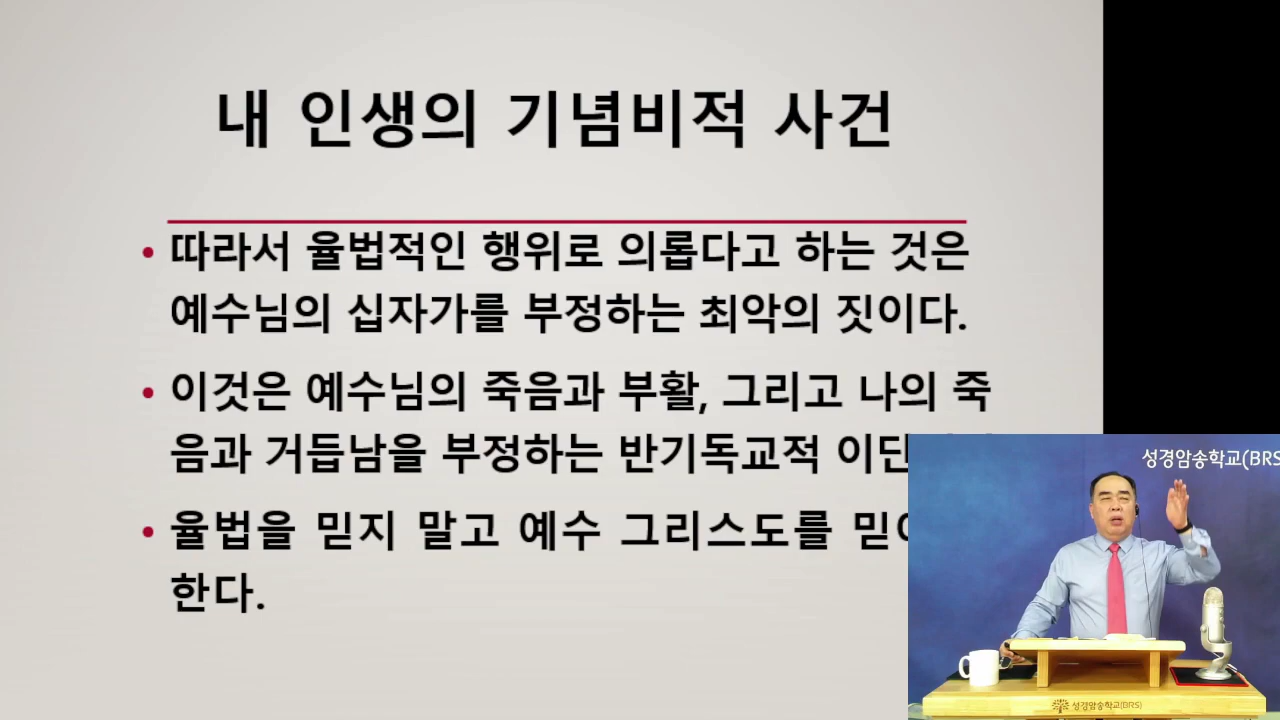 내 인생의 기념비적 사건
• 따라서 율법적인 행위로 의롭다고 하는 것은
예수님의 십자가를 부정하는 최악의 짓이다.
• 이것은 예수님의 죽음과 부활, 그리고 나의 죽
음과 거듭남을 부정하는 반기독교적
• 율법을 믿지 말고 예수 그리스도를
한다.
성경암송학교(BRS
성경암송학교(BRS)